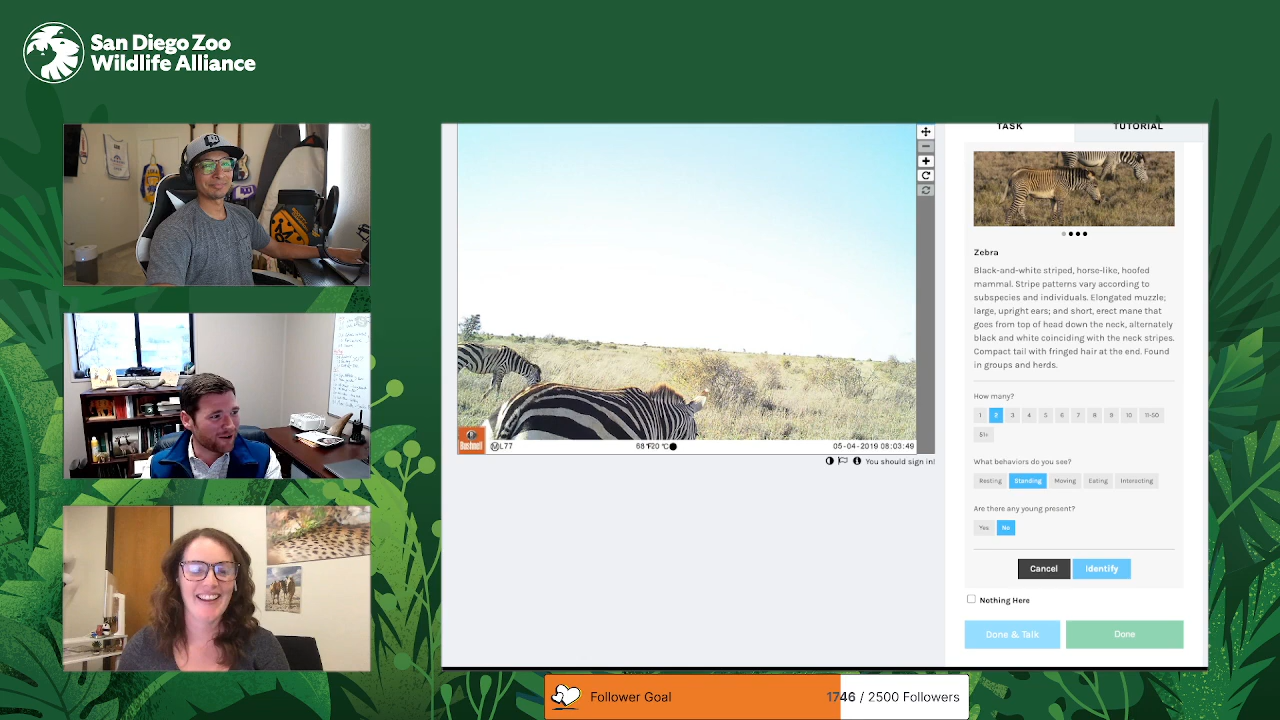 San Diego Zoo
Wildlife Alliance
TASK
TUTORIAL
Zebra
Black-and-white striped, horse-like, hoofed
mammal. Stripe patterns vary according to
subspecies and individuals. Elongated muzzle;
large, upright ears; and short, erect mane that
goes from top of head down the neck, alternately
black and white coinciding with the neck stripes.
Compact tail with fringed hair at the end. Found
in groups and herds.
How many?
1 2 3 4 5 6 7 8 9 10 11-50
51+
What behaviors do you see?
Resting Standing Moving Eating Interacting
Are there any young present?
Yes No
Cancel Identify
Nothing Here
Done & Talk Done
Bushnell
ML77 68°F20°C 05-04-2019 08:03:49
You should sign in!
Follower Goal 1746 / 2500 Followers